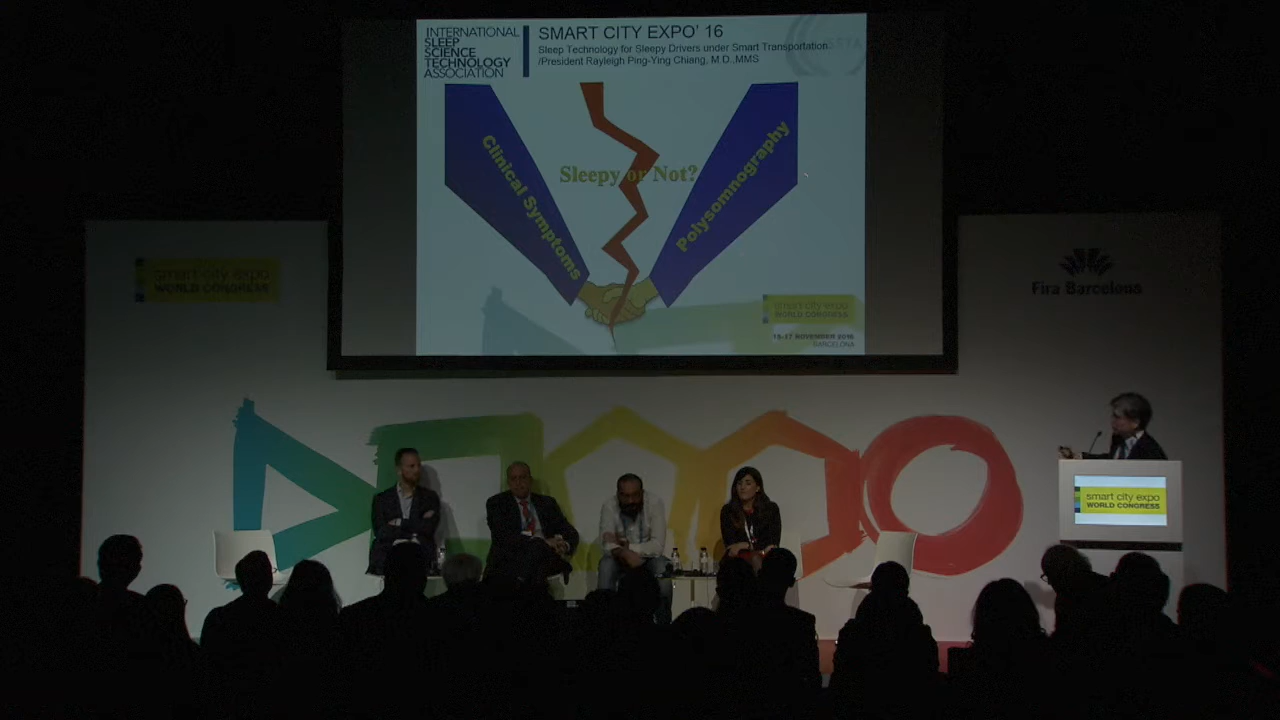 INTERNATIONAL
SLEEP
SCIENCE
TECHNOLOGY
ASSOCIATION
SMART CITY EXPO' 16
Sleep Technology for Sleepy Drivers under Smart Transportation
/President Rayleigh Ping-Ying Chiang, M.D.,MMS
Clinical Symptoms
Sleepy or Not?
Polysomnography
smart city expo
WORLD CONGRESS
15-17 NOVEMBER 2016
BARCELONA
smart city expo
WORLD CONGRESS
Fira Barcelona
smart city expo
WORLD CONGRESS